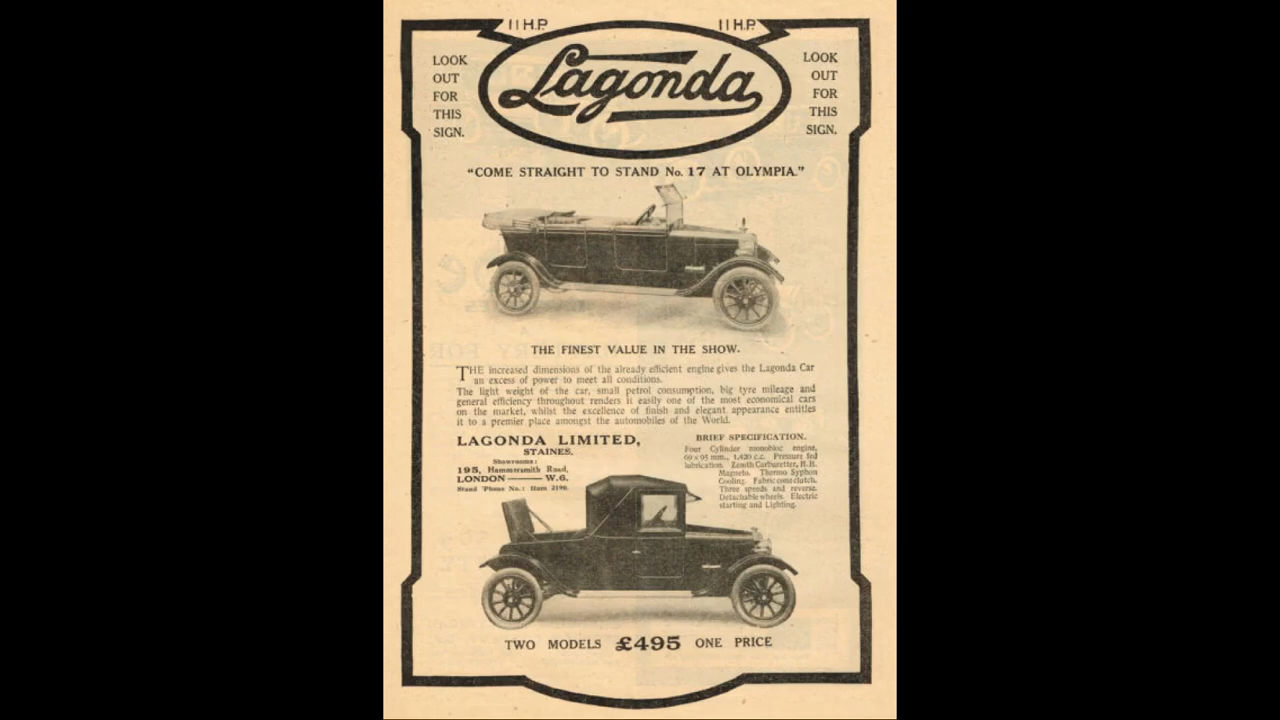 11 H.P.
11 H.P.
LOOK
OUT
FOR
THIS
SIGN.
Lagonda
LOOK
OUT
FOR
THIS
SIGN.
"COME STRAIGHT TO STAND No. 17 AT OLYMPIA."
THE FINEST VALUE IN THE SHOW.
THE increased dimensions of the already efficient engine gives the Lagonda Car
an excess of power to meet all conditions.
The light weight of the car, small petrol consumption, big tyre mileage and
general efficiency throughout renders it easily one of the most economical cars
on the market, whilst the excellence of finish and elegant appearance entitles
it to a premier place amongst the automobiles of the World.
LAGONDA LIMITED,
STAINES.
Showrooms:
195, Hammersmith Road,
LONDON —— W.6.
Stand 'Phone No.: Ham 2190.
BRIEF SPECIFICATION.
Four Cylinder monobloc engine,
69 x 95 mm., 1,420 c.c. Pressure fed
lubrication. Zenith Carburetter, H.H.
Magneto. Thermo Syphon
Cooling. Fabric cone clutch.
Three speeds and reverse.
Detachable wheels. Electric
starting and Lighting.
TWO MODELS £495 ONE PRICE